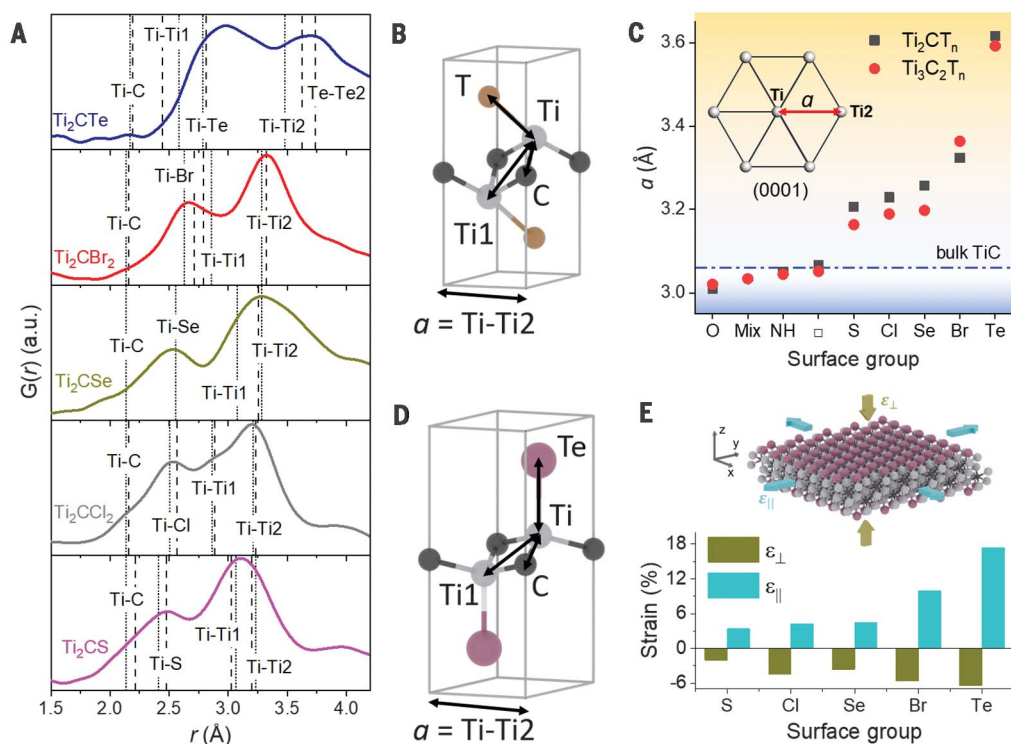 A
Ti-Ti1
Ti-C
Te-Te2
Ti-Te
Ti-Ti2
Ti₂CTe
Ti-Br
Ti-C
Ti-Ti2
Ti-Ti1
Ti₂CBr₂
Ti-Se
Ti-C
Ti-Ti2
Ti₂CSe
Ti-Ti1
Ti-C
Ti-Ti1
Ti₂CCl₂
Ti-Cl
Ti-Ti2
Ti-C
Ti-Ti1
Ti₂CS
Ti-S
Ti-Ti2
G(r) (a.u.)
1.5 2.0 2.5 3.0 3.5 4.0
r (Å)
B
T
Ti
C
Ti1
a = Ti-Ti2
C
3.6
3.4
3.2
3.0
a (Å)
Ti₂CTₙ
Ti₃C₂Tₙ
Ti
a
Ti2
(0001)
bulk TiC
O Mix NH □ S Cl Se Br Te
Surface group
D
Te
Ti
C
Ti1
a = Ti-Ti2
E
ε⊥
z
y
x
ε||
18
12
6
0
-6
Strain (%)
ε⊥
ε||
S Cl Se Br Te
Surface group